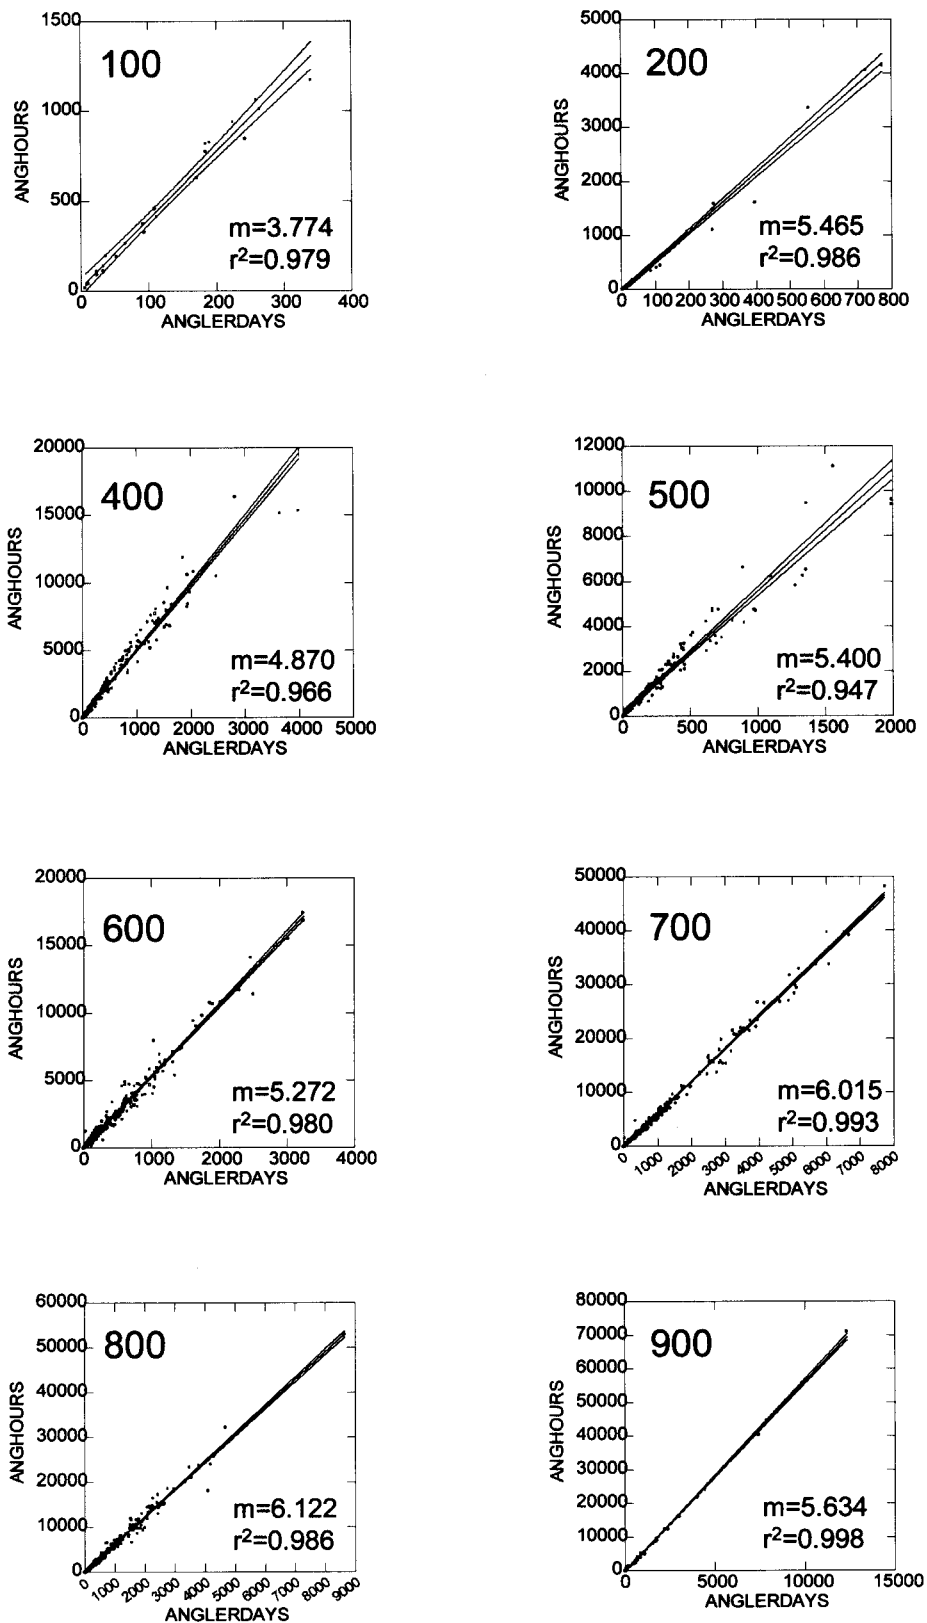 1500
1000
500
0
ANGHOURS
100
m=3.774
r²=0.979
0 100 200 300 400
ANGLERDAYS
5000
4000
3000
2000
1000
0
ANGHOURS
200
m=5.465
r²=0.986
0 100 200 300 400 500 600 700 800
ANGLERDAYS
20000
15000
10000
5000
0
ANGHOURS
400
m=4.870
r²=0.966
0 1000 2000 3000 4000 5000
ANGLERDAYS
12000
10000
8000
6000
4000
2000
0
ANGHOURS
500
m=5.400
r²=0.947
0 500 1000 1500 2000
ANGLERDAYS
20000
15000
10000
5000
0
ANGHOURS
600
m=5.272
r²=0.980
0 1000 2000 3000 4000
ANGLERDAYS
50000
40000
30000
20000
10000
0
ANGHOURS
700
m=6.015
r²=0.993
0 1000 2000 3000 4000 5000 6000 7000 8000
ANGLERDAYS
60000
50000
40000
30000
20000
10000
0
ANGHOURS
800
m=6.122
r²=0.986
0 1000 2000 3000 4000 5000 6000 7000 8000 9000
ANGLERDAYS
80000
70000
60000
50000
40000
30000
20000
10000
0
ANGHOURS
900
m=5.634
r²=0.998
0 5000 10000 15000
ANGLERDAYS